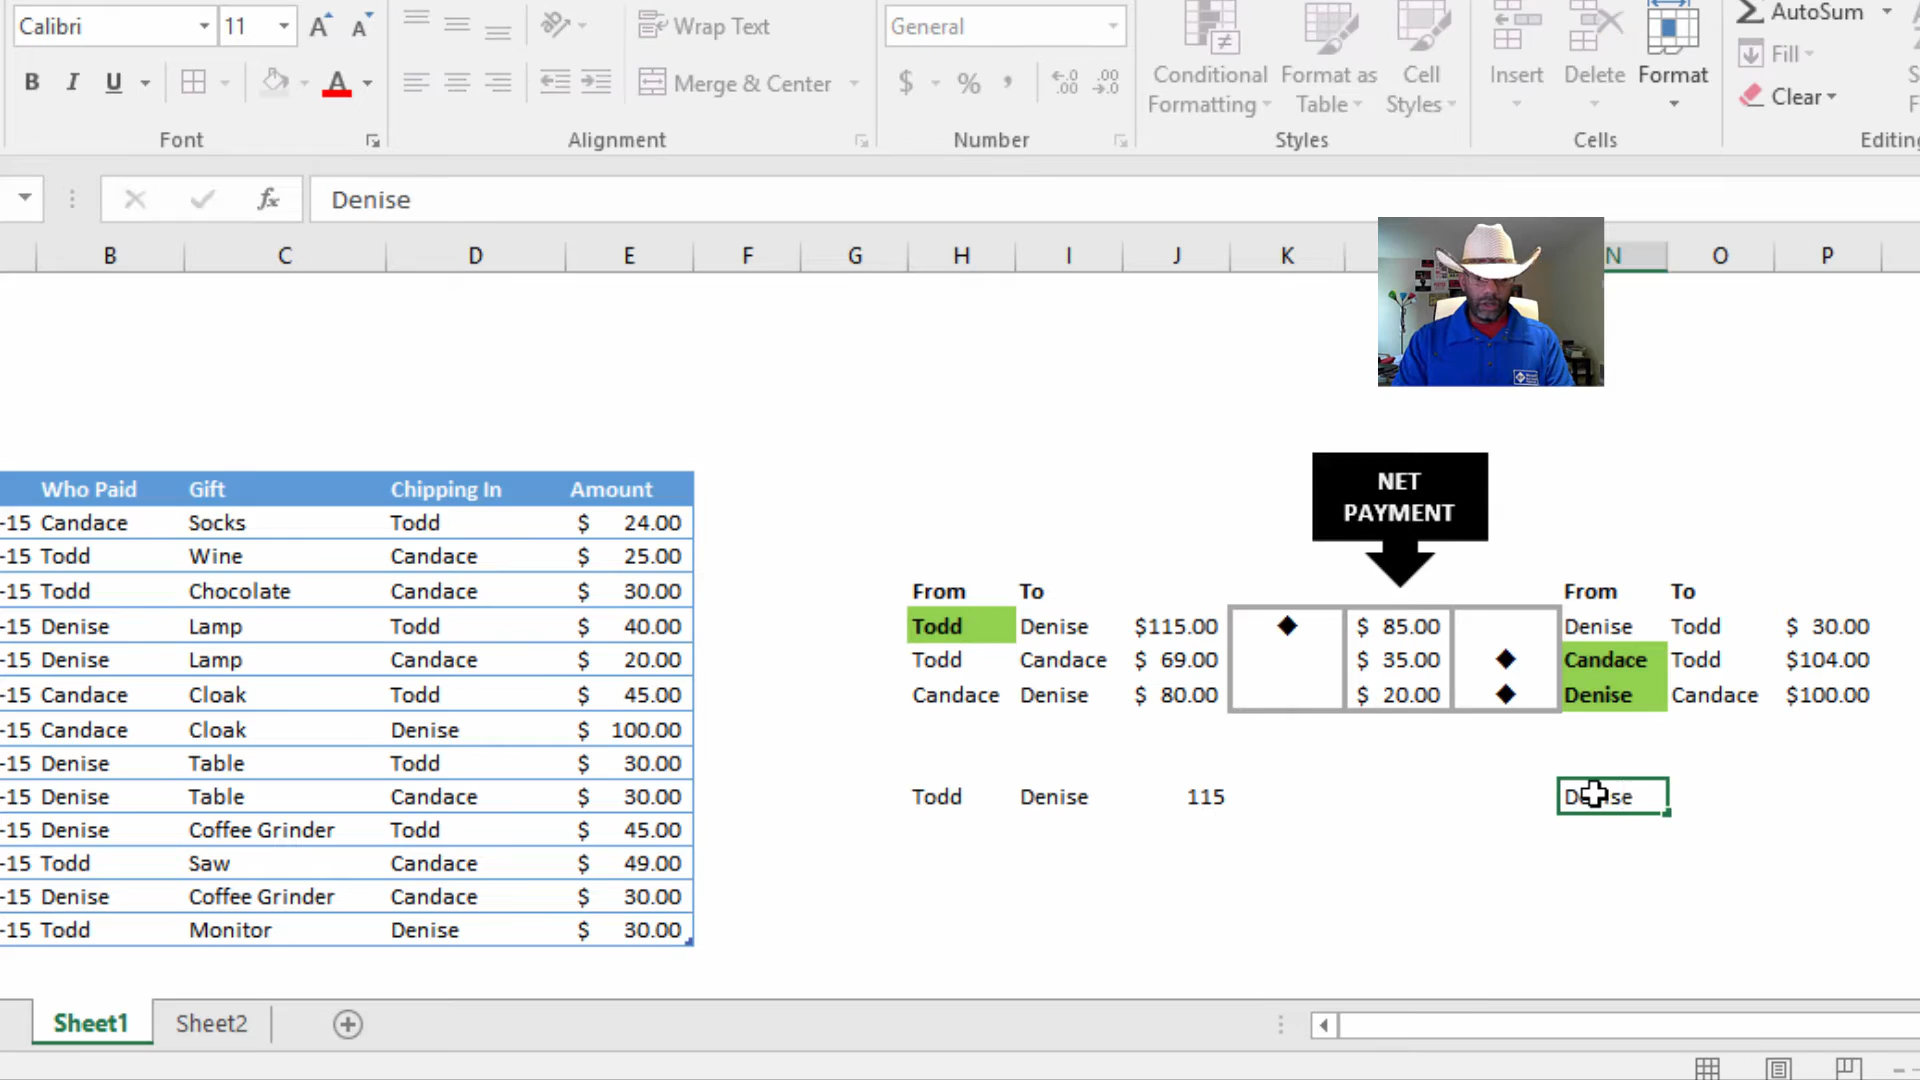 Calibri 11 Wrap Text General AutoSum
Fill
B I U Merge & Center $ % , Conditional Formatting Format as Table Cell Styles Insert Delete Format Clear
Font Alignment Number Styles Cells Editing
fx Denise
B C D E F G H I J K N O P
NET
PAYMENT
Who Paid Gift Chipping In Amount
-15 Candace Socks Todd $ 24.00
-15 Todd Wine Candace $ 25.00
-15 Todd Chocolate Candace $ 30.00 From To From To
-15 Denise Lamp Todd $ 40.00 Todd Denise $115.00 ◆ $ 85.00 Denise Todd $ 30.00
-15 Denise Lamp Candace $ 20.00 Todd Candace $ 69.00 $ 35.00 ◆ Candace Todd $104.00
-15 Candace Cloak Todd $ 45.00 Candace Denise $ 80.00 $ 20.00 ◆ Denise Candace $100.00
-15 Candace Cloak Denise $ 100.00
-15 Denise Table Todd $ 30.00
-15 Denise Table Candace $ 30.00 Todd Denise 115 Denise
-15 Denise Coffee Grinder Todd $ 45.00
-15 Todd Saw Candace $ 49.00
-15 Denise Coffee Grinder Candace $ 30.00
-15 Todd Monitor Denise $ 30.00
Sheet1 Sheet2